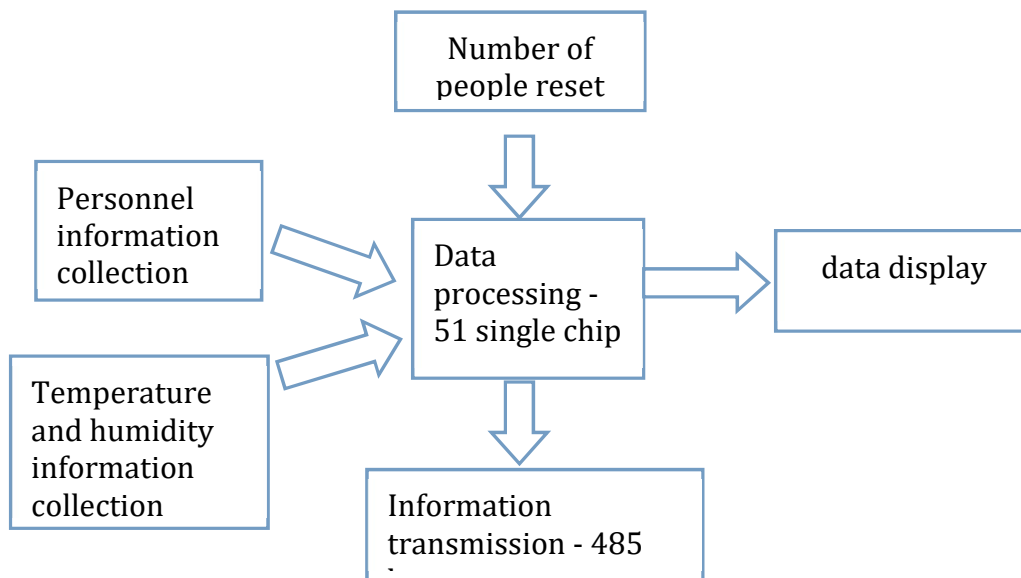 Number of
people reset
Personnel
information
collection
Data
processing -
51 single chip
data display
Temperature
and humidity
information
collection
Information
transmission - 485